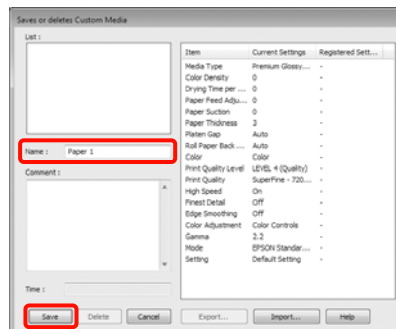 Saves or deletes Custom Media
List :
Item Current Settings Registered Sett...
Media Type Premium Glossy.... -
Color Density 0 -
Drying Time per ... 0 -
Paper Feed Adju... 0 -
Paper Suction 0 -
Paper Thickness 3 -
Platen Gap Auto -
Roll Paper Back .... Auto -
Color Color -
Print Quality Level LEVEL 4 (Quality) -
Print Quality SuperFine - 720... -
High Speed On -
Finest Detail Off -
Edge Smoothing Off -
Color Adjustment Color Controls -
Gamma 2.2 -
Mode EPSON Standar.... -
Setting Default Setting -
Name : Paper 1
Comment :
Time :
Save Delete Cancel Export... Import... Help